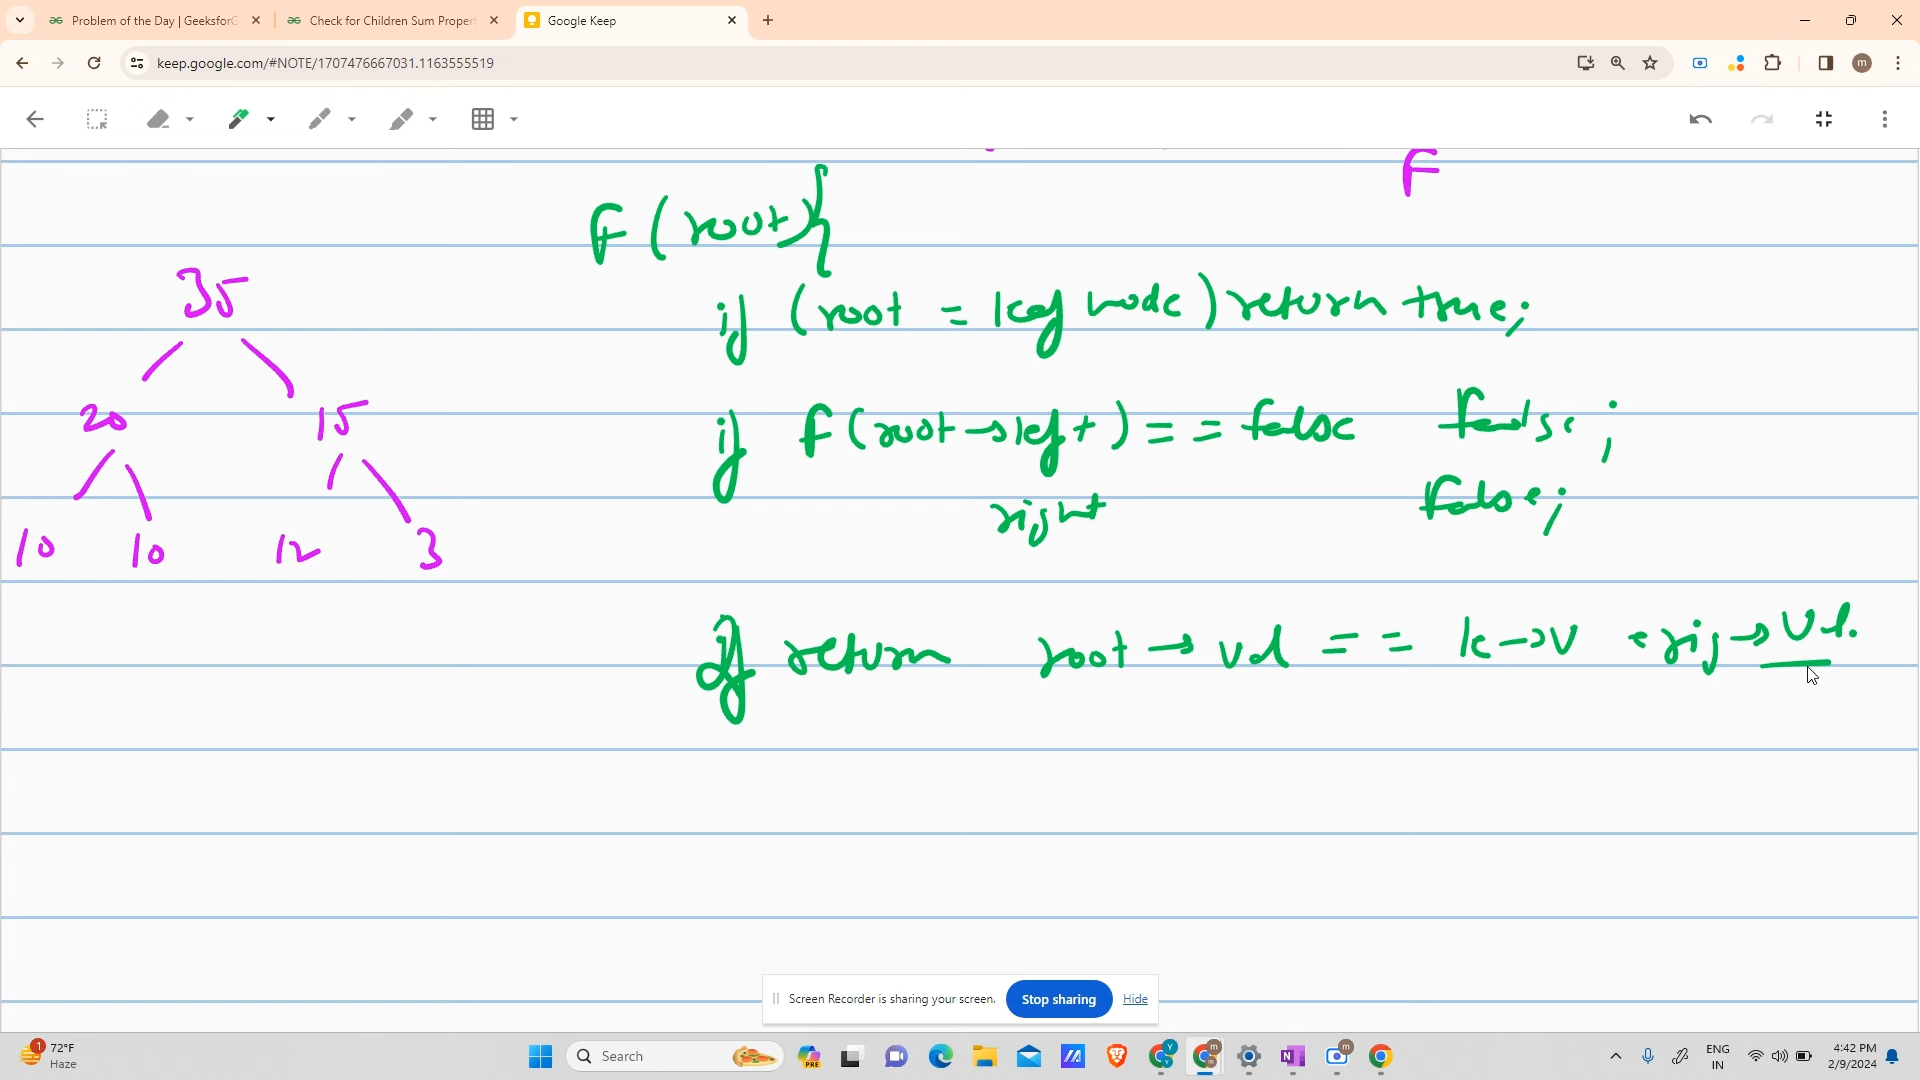 Problem of the Day | GeeksforG
Check for Children Sum Proper
Google Keep
keep.google.com/#NOTE/1707476667031.1163555519
m
F
F (root) {
35
if (root = leaf node) return true;
20 15
if F(root→left) == false false;
right false;
10 10 12 3
if return root → val == le→v + rig→val.
Screen Recorder is sharing your screen.
Stop sharing
Hide
1
72°F
Haze
Search
PRE
Y
m
m
ENG
IN
4:42 PM
2/9/2024